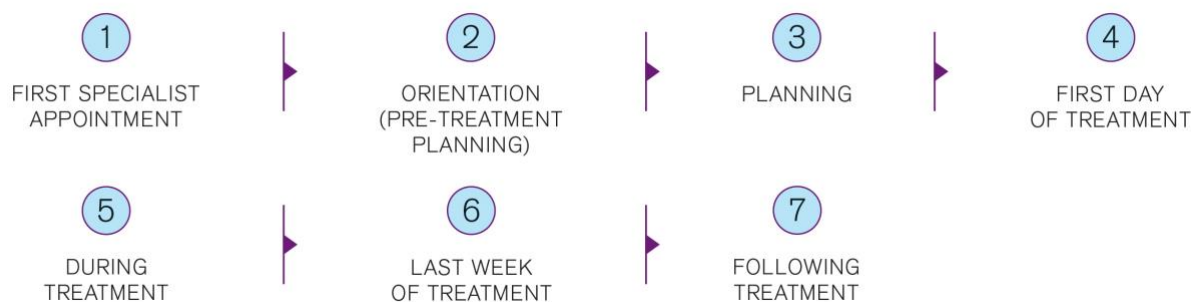 1
FIRST SPECIALIST
APPOINTMENT
2
ORIENTATION
(PRE-TREATMENT
PLANNING)
3
PLANNING
4
FIRST DAY
OF TREATMENT
5
DURING
TREATMENT
6
LAST WEEK
OF TREATMENT
7
FOLLOWING
TREATMENT